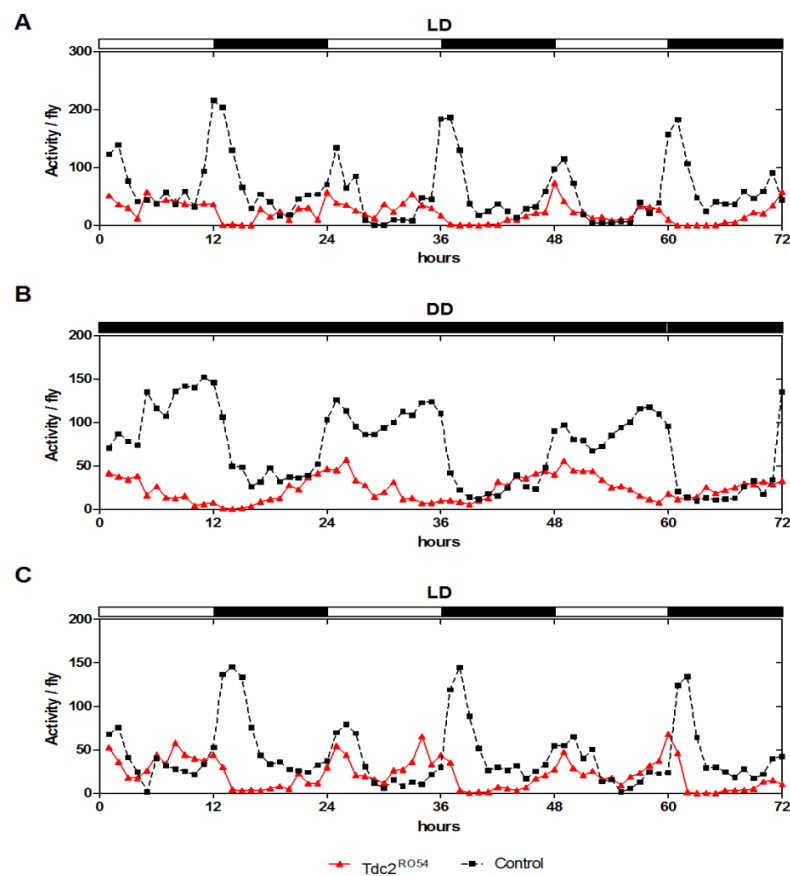 A
LD
300
200
100
0
Activity / fly
0 12 24 36 48 60 72
hours
B
DD
200
150
100
50
0
Activity / fly
0 12 24 36 48 60 72
hours
C
LD
200
150
100
50
0
Activity / fly
0 12 24 36 48 60 72
hours
Tdc2RO54 Control